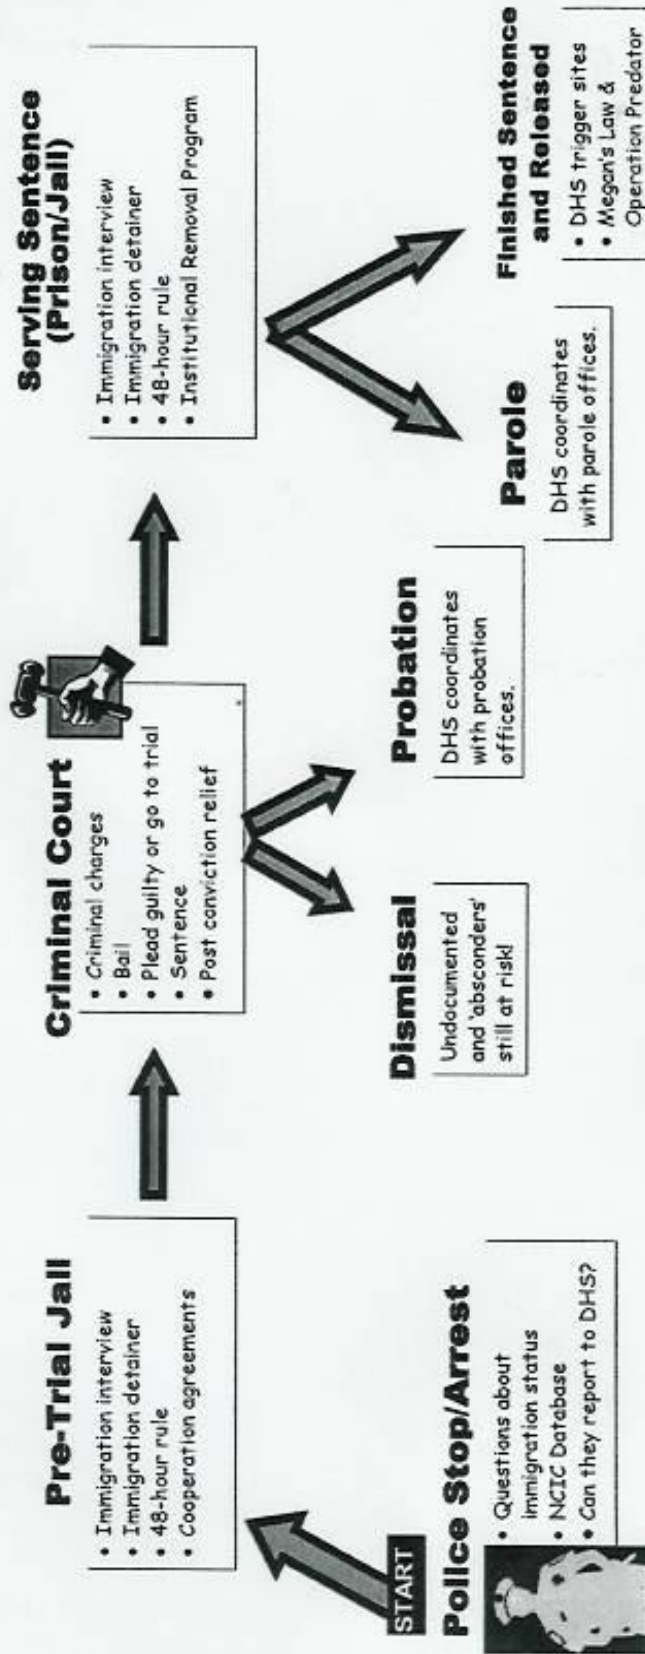 START
Police Stop/Arrest
• Questions about
immigration status
• NCIC Database
• Can they report to DHS?
Pre-Trial Jail
• Immigration interview
• Immigration detainer
• 48-hour rule
• Cooperation agreements
Criminal Court
• Criminal charges
• Bail
• Plead guilty or go to trial
• Sentence
• Post conviction relief
Dismissal
Undocumented
and 'absconders'
still at risk!
Probation
DHS coordinates
with probation
offices.
Serving Sentence
(Prison/Jail)
• Immigration interview
• Immigration detainer
• 48-hour rule
• Institutional Removal Program
Parole
DHS coordinates
with parole offices.
Finished Sentence
and Released
• DHS trigger sites
• Megan's Law &
Operation Predator